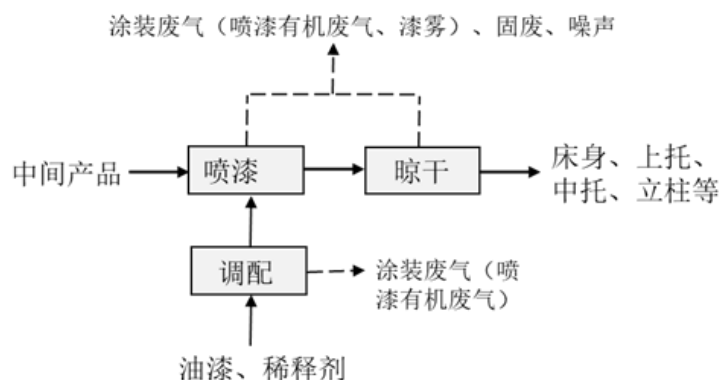 涂装废气（喷漆有机废气、漆雾）、固废、噪声
中间产品
喷漆
晾干
床身、上托、
中托、立柱等
调配
涂装废气（喷
漆有机废气）
油漆、稀释剂